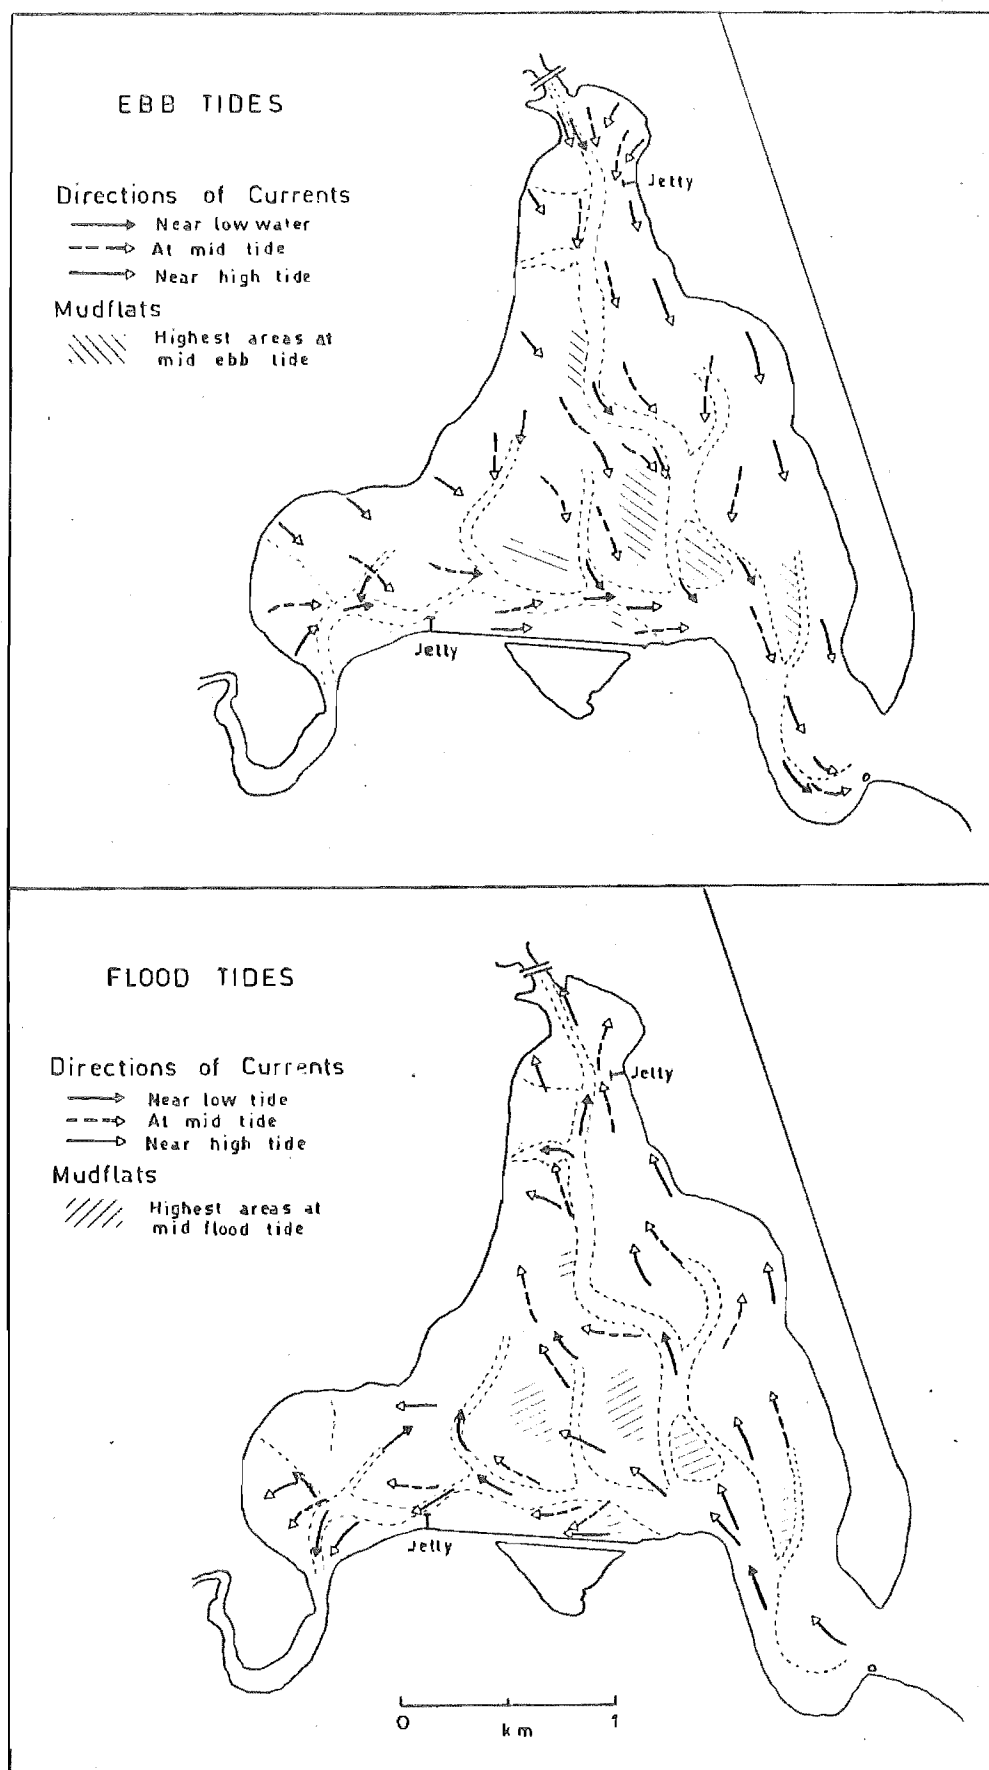 EBB TIDES
Directions of Currents
Near low water
At mid tide
Near high tide
Mudflats
Highest areas at
mid ebb tide
Jetty
Jetty
FLOOD TIDES
Directions of Currents
Near low tide
At mid tide
Near high tide
Mudflats
Highest areas at
mid flood tide
Jetty
Jetty
0 1
km